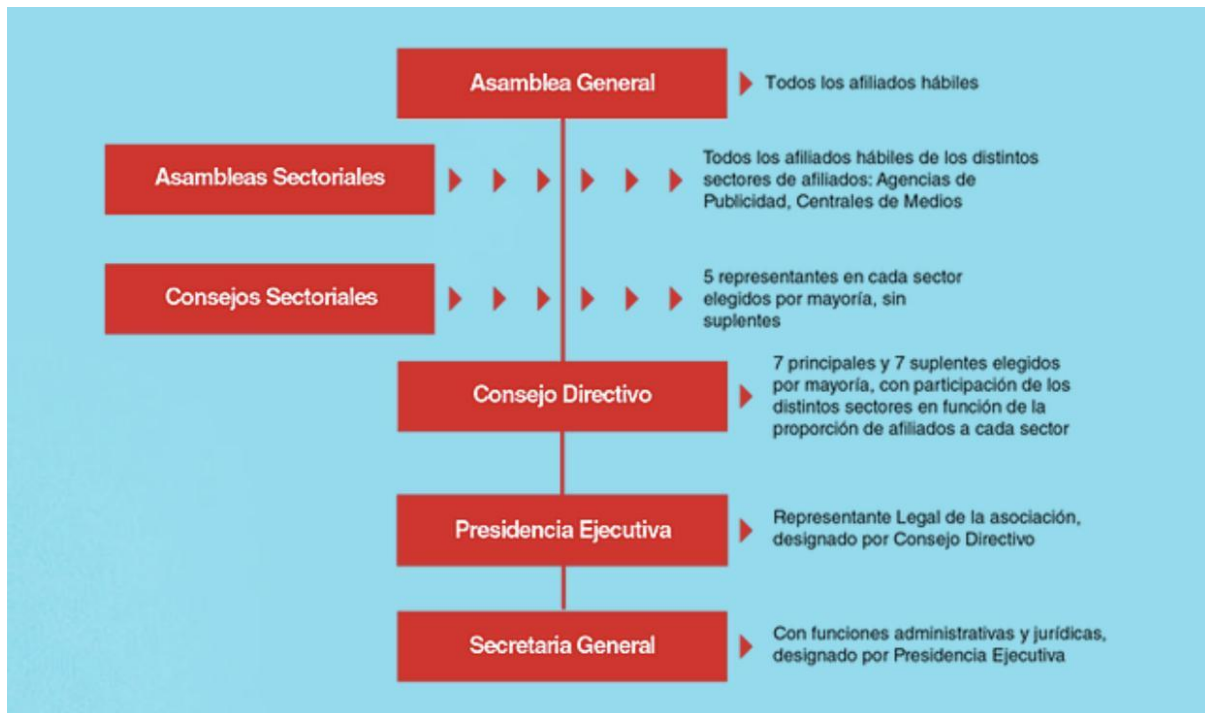 Asamblea General
Todos los afiliados hábiles
Asambleas Sectoriales
Todos los afiliados hábiles de los distintos
sectores de afiliados: Agencias de
Publicidad, Centrales de Medios
Consejos Sectoriales
5 representantes en cada sector
elegidos por mayoría, sin
suplentes
Consejo Directivo
7 principales y 7 suplentes elegidos
por mayoría, con participación de los
distintos sectores en función de la
proporción de afiliados a cada sector
Presidencia Ejecutiva
Representante Legal de la asociación,
designado por Consejo Directivo
Secretaria General
Con funciones administrativas y jurídicas,
designado por Presidencia Ejecutiva